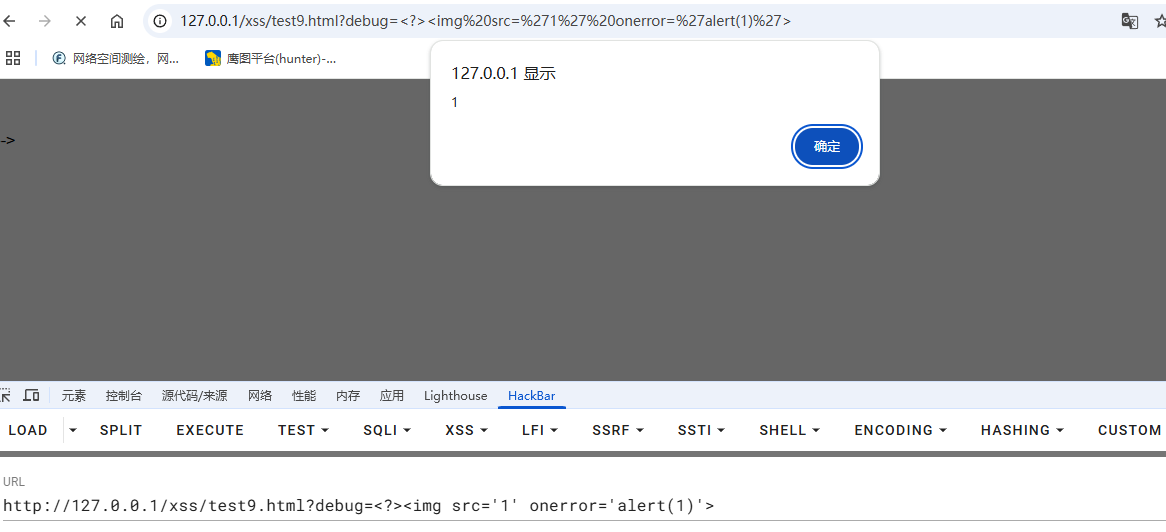 127.0.0.1/xss/test9.html?debug=<?><img%20src=%271%27%20onerror=%27alert(1)%27>
网络空间测绘，网... 鹰图平台(hunter)-...
127.0.0.1 显示
1
确定
->
元素 控制台 源代码/来源 网络 性能 内存 应用 Lighthouse HackBar
LOAD SPLIT EXECUTE TEST SQLI XSS LFI SSRF SSTI SHELL ENCODING HASHING CUSTOM
URL
http://127.0.0.1/xss/test9.html?debug=<?><img src='1' onerror='alert(1)'>